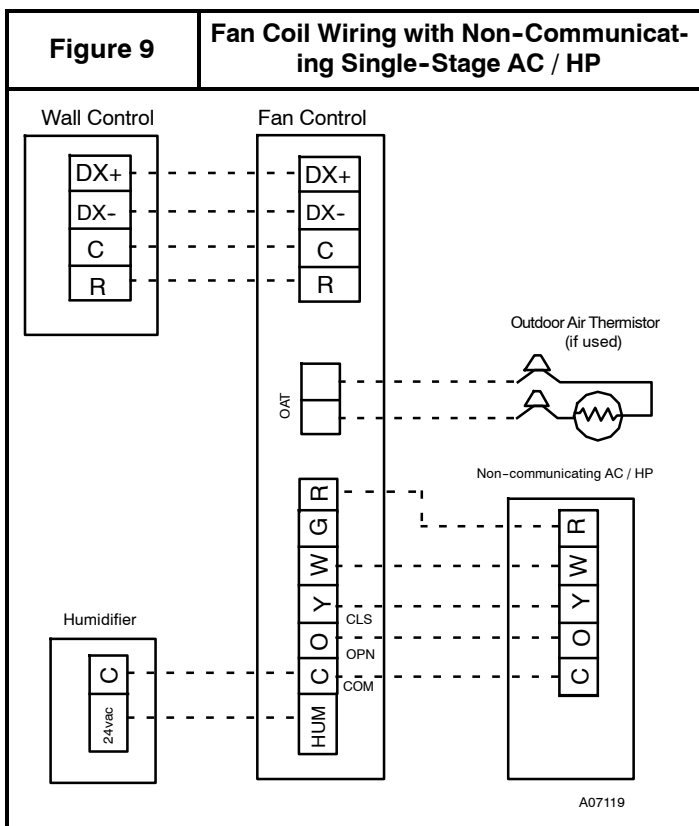 Figure 9
Fan Coil Wiring with Non-Communicat-
ing Single-Stage AC / HP
Wall Control
DX+
DX-
C
R
Fan Control
DX+
DX-
C
R
OAT
Outdoor Air Thermistor
(if used)
R
G
W
Y
O
C
HUM
CLS
OPN
COM
Non-communicating AC / HP
R
W
Y
O
C
Humidifier
C
24vac
A07119